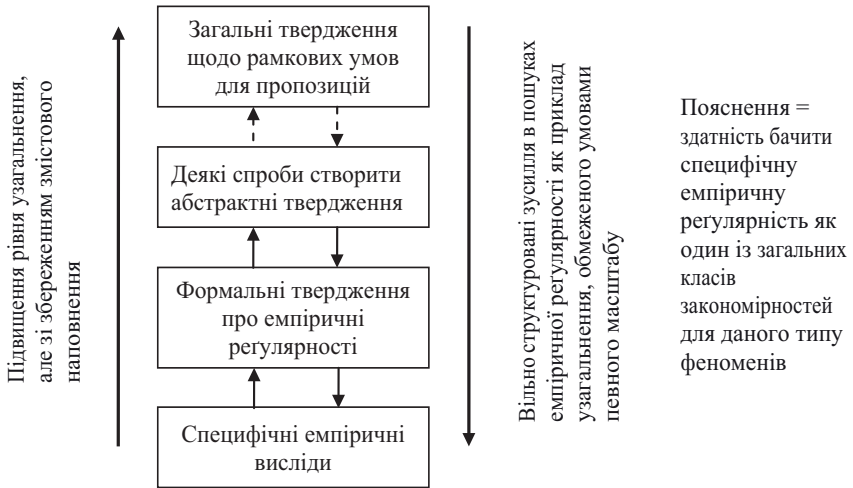 Підвищення рівня узагальнення,
але зі збереженням змістового
наповнення
Загальні твердження
щодо рамкових умов
для пропозицій
Деякі спроби створити
абстрактні твердження
Формальні твердження
про емпіричні
реґулярності
Специфічні емпіричні
висліди
Вільно структуровані зусилля в пошуках
емпіричної реґулярності як приклад
узагальнення, обмеженого умовами
певного масштабу
Пояснення =
здатність бачити
специфічну
емпіричну
реґулярність як
один із загальних
класів
закономірностей
для даного типу
феноменів